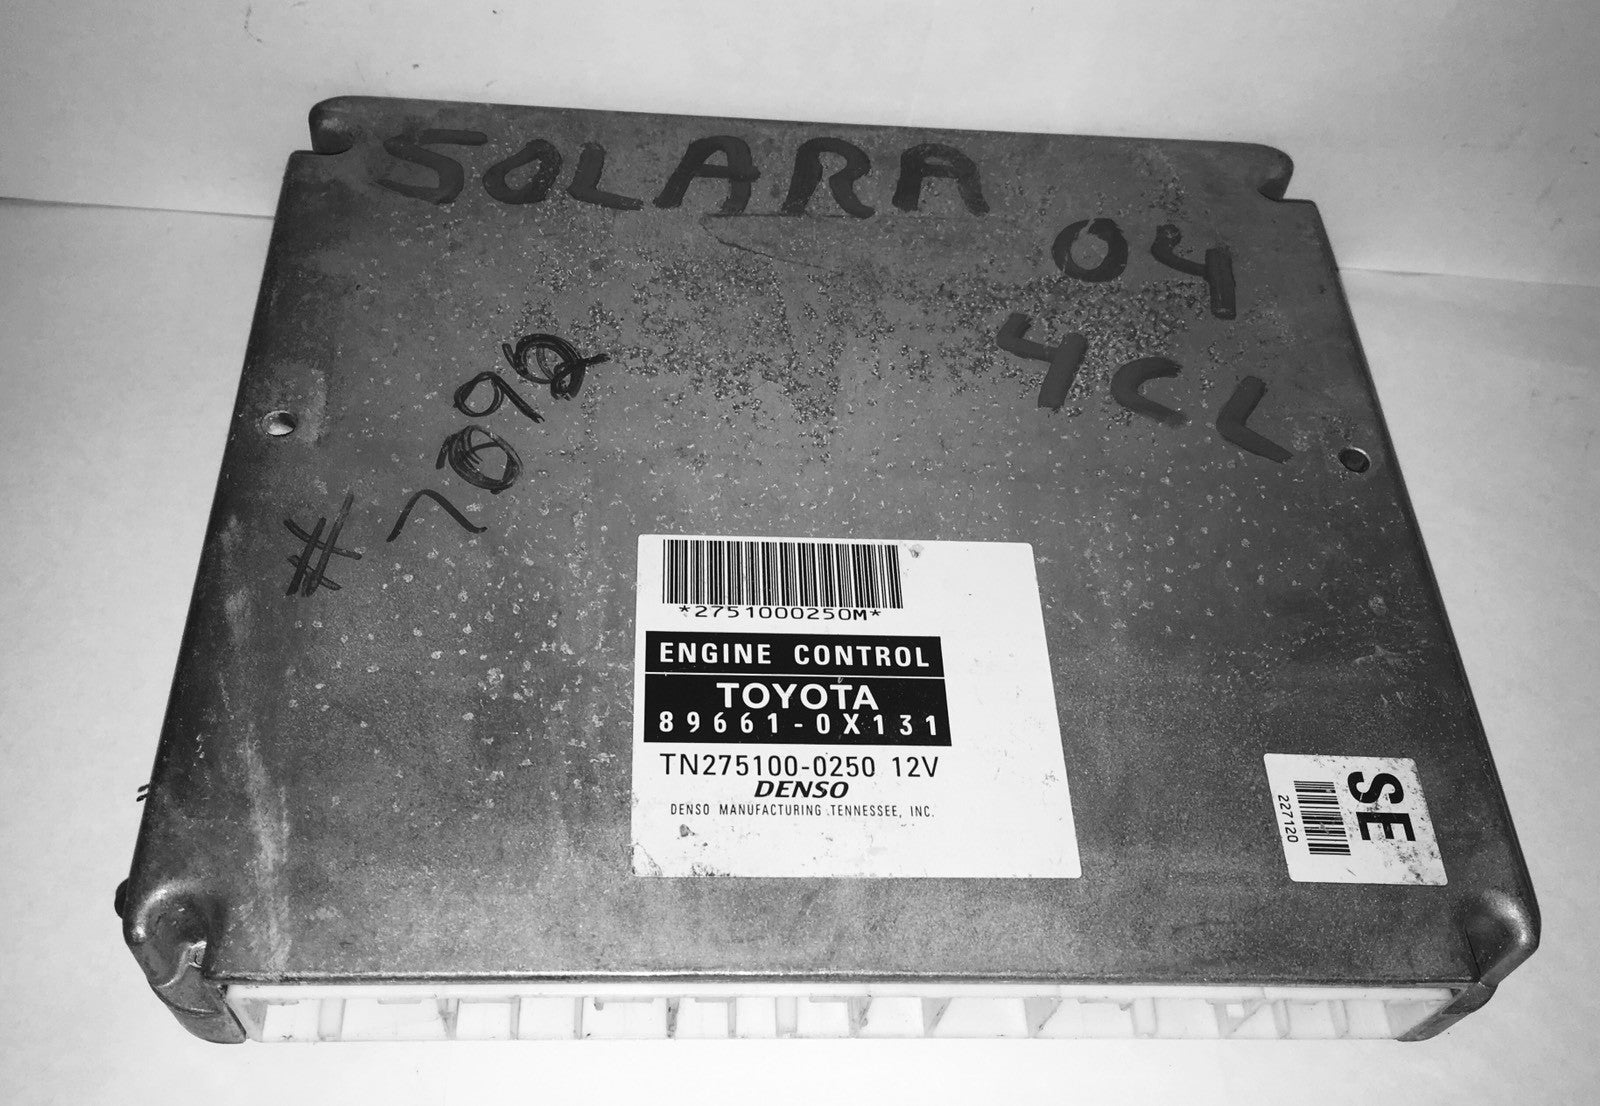 SOLARA
04
4CL
#7092
*2751000250M*
ENGINE CONTROL
TOYOTA
89661-0X131
TN275100-0250 12V
DENSO
DENSO MANUFACTURING TENNESSEE, INC.
SE
227120